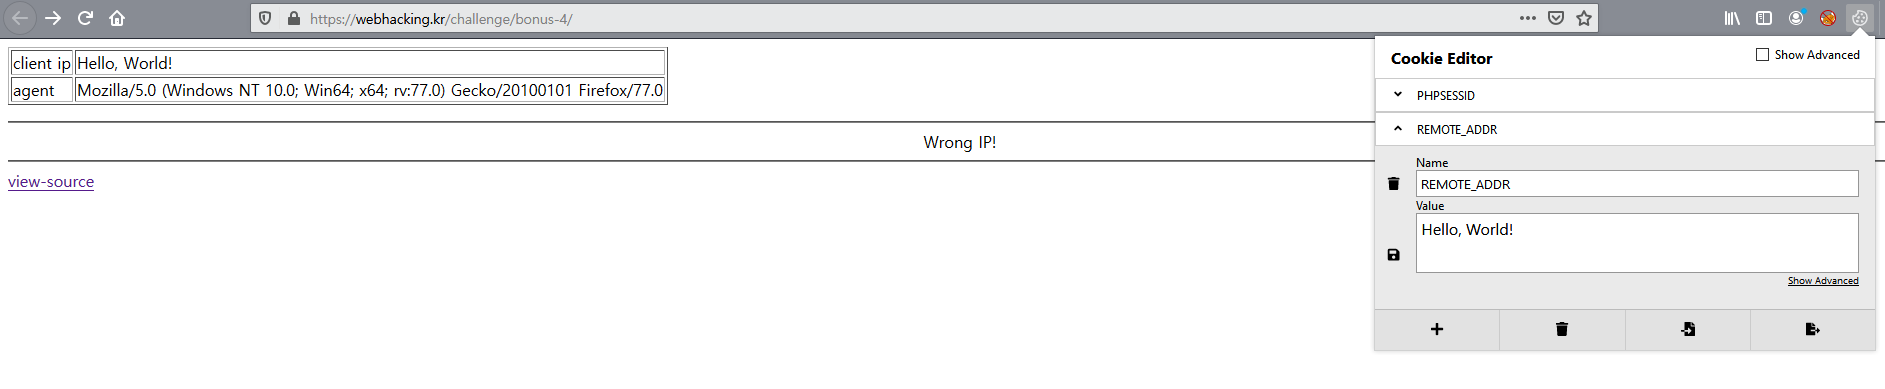 https://webhacking.kr/challenge/bonus-4/
client ip Hello, World!
agent Mozilla/5.0 (Windows NT 10.0; Win64; x64; rv:77.0) Gecko/20100101 Firefox/77.0
Wrong IP!
view-source
Cookie Editor
Show Advanced
PHPSESSID
REMOTE_ADDR
Name
REMOTE_ADDR
Value
Hello, World!
Show Advanced